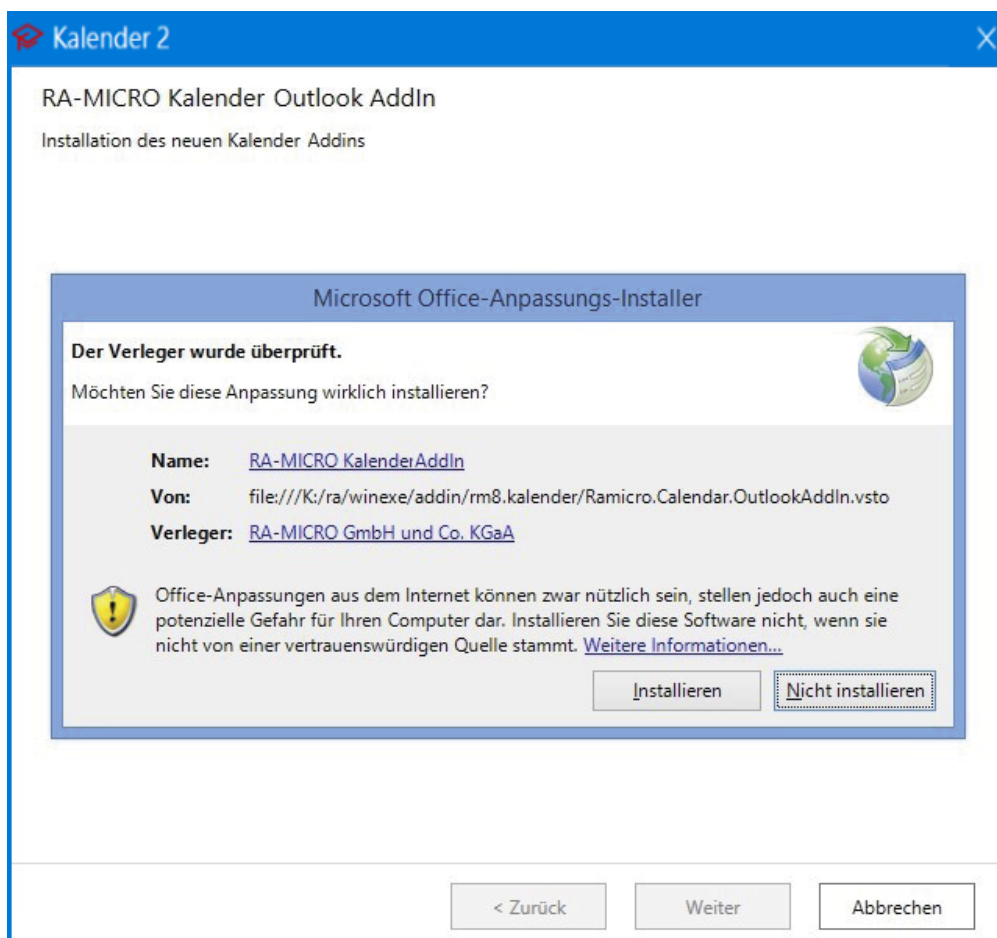 Kalender 2
RA-MICRO Kalender Outlook AddIn
Installation des neuen Kalender Addins
Microsoft Office-Anpassungs-Installer
Der Verleger wurde überprüft.
Möchten Sie diese Anpassung wirklich installieren?
Name: RA-MICRO KalenderAddIn
Von: file:///K:/ra/winexe/addin/rm8.kalender/Ramicro.Calendar.OutlookAddIn.vsto
Verleger: RA-MICRO GmbH und Co. KGaA
Office-Anpassungen aus dem Internet können zwar nützlich sein, stellen jedoch auch eine
potenzielle Gefahr für Ihren Computer dar. Installieren Sie diese Software nicht, wenn sie
nicht von einer vertrauenswürdigen Quelle stammt. Weitere Informationen...
Installieren Nicht installieren
< Zurück Weiter Abbrechen